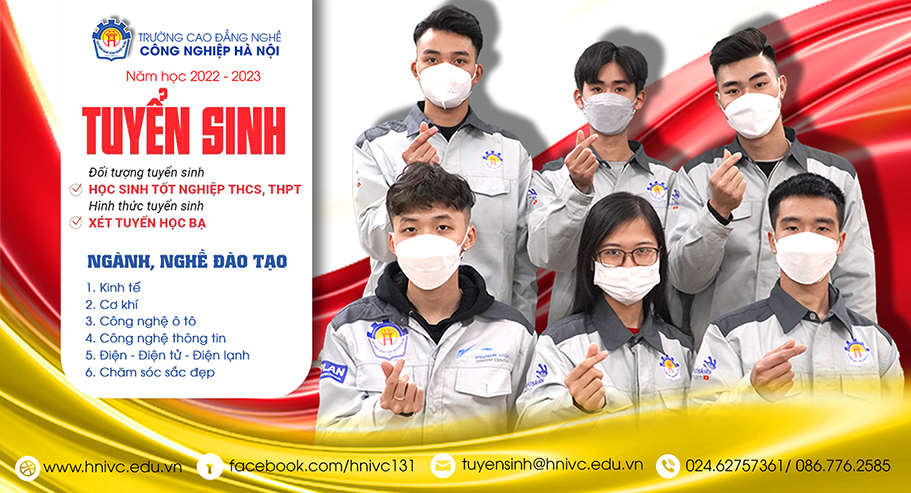 TRƯỜNG CAO ĐẲNG NGHỀ
CÔNG NGHIỆP HÀ NỘI
Năm học 2022 - 2023
TUYỂN SINH
Đối tượng tuyển sinh
HỌC SINH TỐT NGHIỆP THCS, THPT
Hình thức tuyển sinh
XÉT TUYỂN HỌC BẠ
NGÀNH, NGHỀ ĐÀO TẠO
1. Kinh tế
2. Cơ khí
3. Công nghệ ô tô
4. Công nghệ thông tin
5. Điện - Điện tử - Điện lạnh
6. Chăm sóc sắc đẹp
www.hnivc.edu.vn
facebook.com/hnivc131
tuyensinh@hnivc.edu.vn
024.62757361/ 086.776.2585